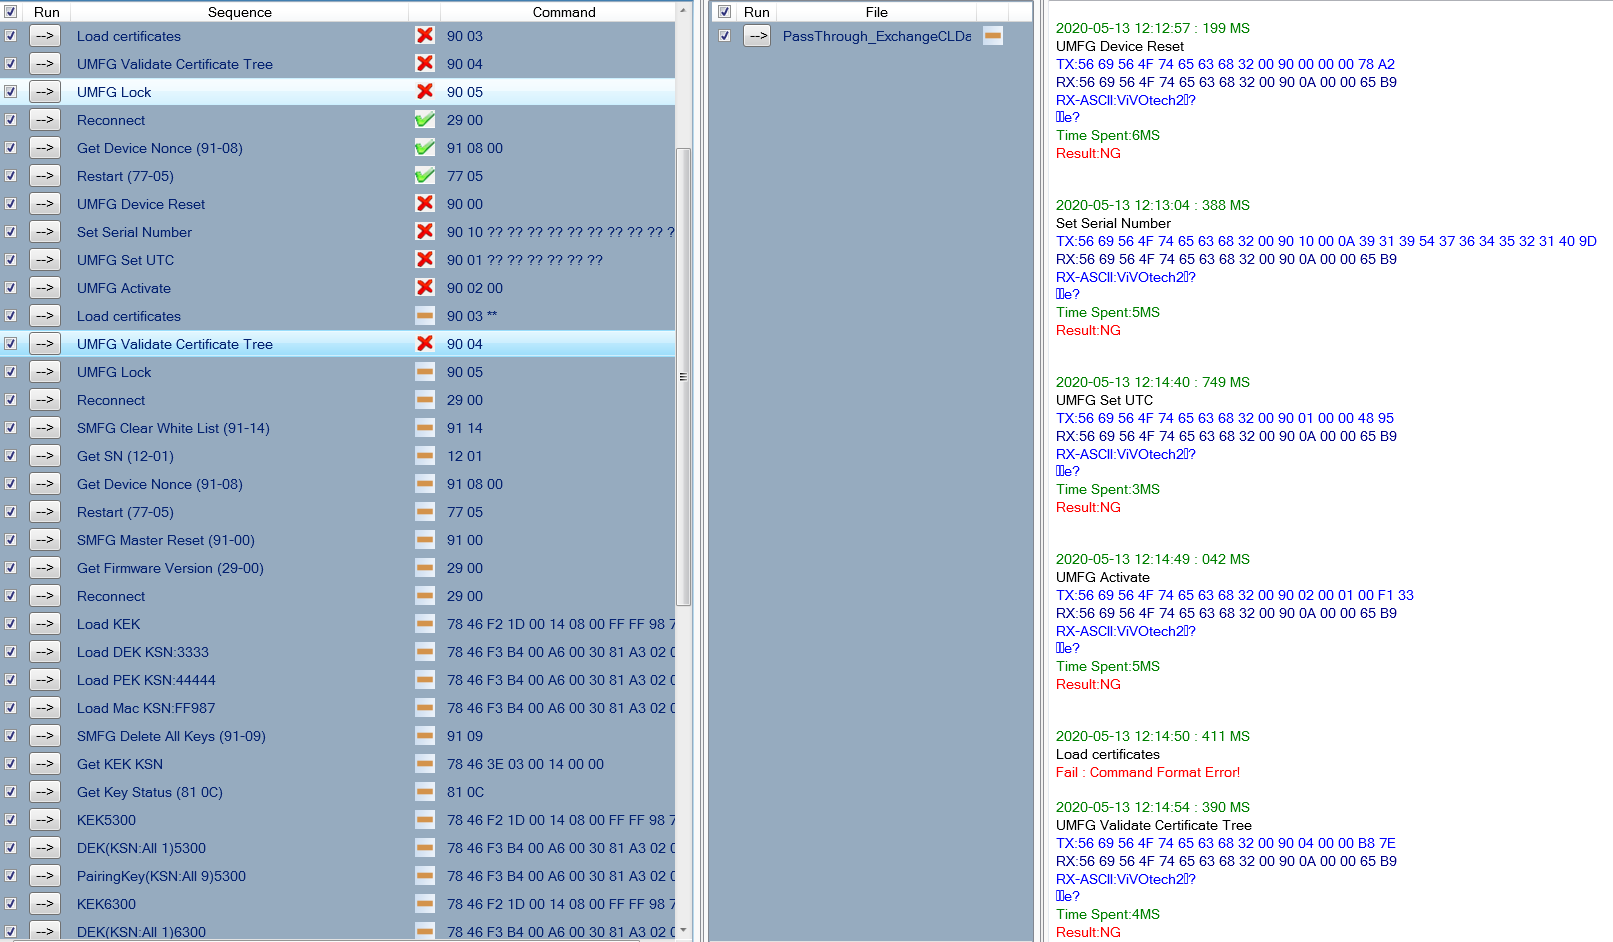 Run Sequence Command
--> Load certificates 90 03
--> UMFG Validate Certificate Tree 90 04
--> UMFG Lock 90 05
--> Reconnect 29 00
--> Get Device Nonce (91-08) 91 08 00
--> Restart (77-05) 77 05
--> UMFG Device Reset 90 00
--> Set Serial Number 90 10 ?? ?? ?? ?? ?? ?? ?? ?? ?? ?
--> UMFG Set UTC 90 01 ?? ?? ?? ?? ?? ??
--> UMFG Activate 90 02 00
--> Load certificates 90 03 **
--> UMFG Validate Certificate Tree 90 04
--> UMFG Lock 90 05
--> Reconnect 29 00
--> SMFG Clear White List (91-14) 91 14
--> Get SN (12-01) 12 01
--> Get Device Nonce (91-08) 91 08 00
--> Restart (77-05) 77 05
--> SMFG Master Reset (91-00) 91 00
--> Get Firmware Version (29-00) 29 00
--> Reconnect 29 00
--> Load KEK 78 46 F2 1D 00 14 08 00 FF FF 98 7
--> Load DEK KSN:3333 78 46 F3 B4 00 A6 00 30 81 A3 02 0
--> Load PEK KSN:44444 78 46 F3 B4 00 A6 00 30 81 A3 02 0
--> Load Mac KSN:FF987 78 46 F3 B4 00 A6 00 30 81 A3 02 0
--> SMFG Delete All Keys (91-09) 91 09
--> Get KEK KSN 78 46 3E 03 00 14 00 00
--> Get Key Status (81 0C) 81 0C
--> KEK5300 78 46 F2 1D 00 14 08 00 FF FF 98 7
--> DEK(KSN:All 1)5300 78 46 F3 B4 00 A6 00 30 81 A3 02 0
--> PairingKey(KSN:All 9)5300 78 46 F3 B4 00 A6 00 30 81 A3 02 0
--> KEK6300 78 46 F2 1D 00 14 08 00 FF FF 98 7
--> DEK(KSN:All 1)6300 78 46 F3 B4 00 A6 00 30 81 A3 02 0
Run File
--> PassThrough_ExchangeCLDa
2020-05-13 12:12:57 : 199 MS
UMFG Device Reset
TX:56 69 56 4F 74 65 63 68 32 00 90 00 00 00 78 A2
RX:56 69 56 4F 74 65 63 68 32 00 90 0A 00 00 65 B9
RX-ASCII:ViVOtech2▯?
▯▯e?
Time Spent:6MS
Result:NG
2020-05-13 12:13:04 : 388 MS
Set Serial Number
TX:56 69 56 4F 74 65 63 68 32 00 90 10 00 0A 39 31 39 54 37 36 34 35 32 31 40 9D
RX:56 69 56 4F 74 65 63 68 32 00 90 0A 00 00 65 B9
RX-ASCII:ViVOtech2▯?
▯▯e?
Time Spent:5MS
Result:NG
2020-05-13 12:14:40 : 749 MS
UMFG Set UTC
TX:56 69 56 4F 74 65 63 68 32 00 90 01 00 00 48 95
RX:56 69 56 4F 74 65 63 68 32 00 90 0A 00 00 65 B9
RX-ASCII:ViVOtech2▯?
▯▯e?
Time Spent:3MS
Result:NG
2020-05-13 12:14:49 : 042 MS
UMFG Activate
TX:56 69 56 4F 74 65 63 68 32 00 90 02 00 01 00 F1 33
RX:56 69 56 4F 74 65 63 68 32 00 90 0A 00 00 65 B9
RX-ASCII:ViVOtech2▯?
▯▯e?
Time Spent:5MS
Result:NG
2020-05-13 12:14:50 : 411 MS
Load certificates
Fail : Command Format Error!
2020-05-13 12:14:54 : 390 MS
UMFG Validate Certificate Tree
TX:56 69 56 4F 74 65 63 68 32 00 90 04 00 00 B8 7E
RX:56 69 56 4F 74 65 63 68 32 00 90 0A 00 00 65 B9
RX-ASCII:ViVOtech2▯?
▯▯e?
Time Spent:4MS
Result:NG